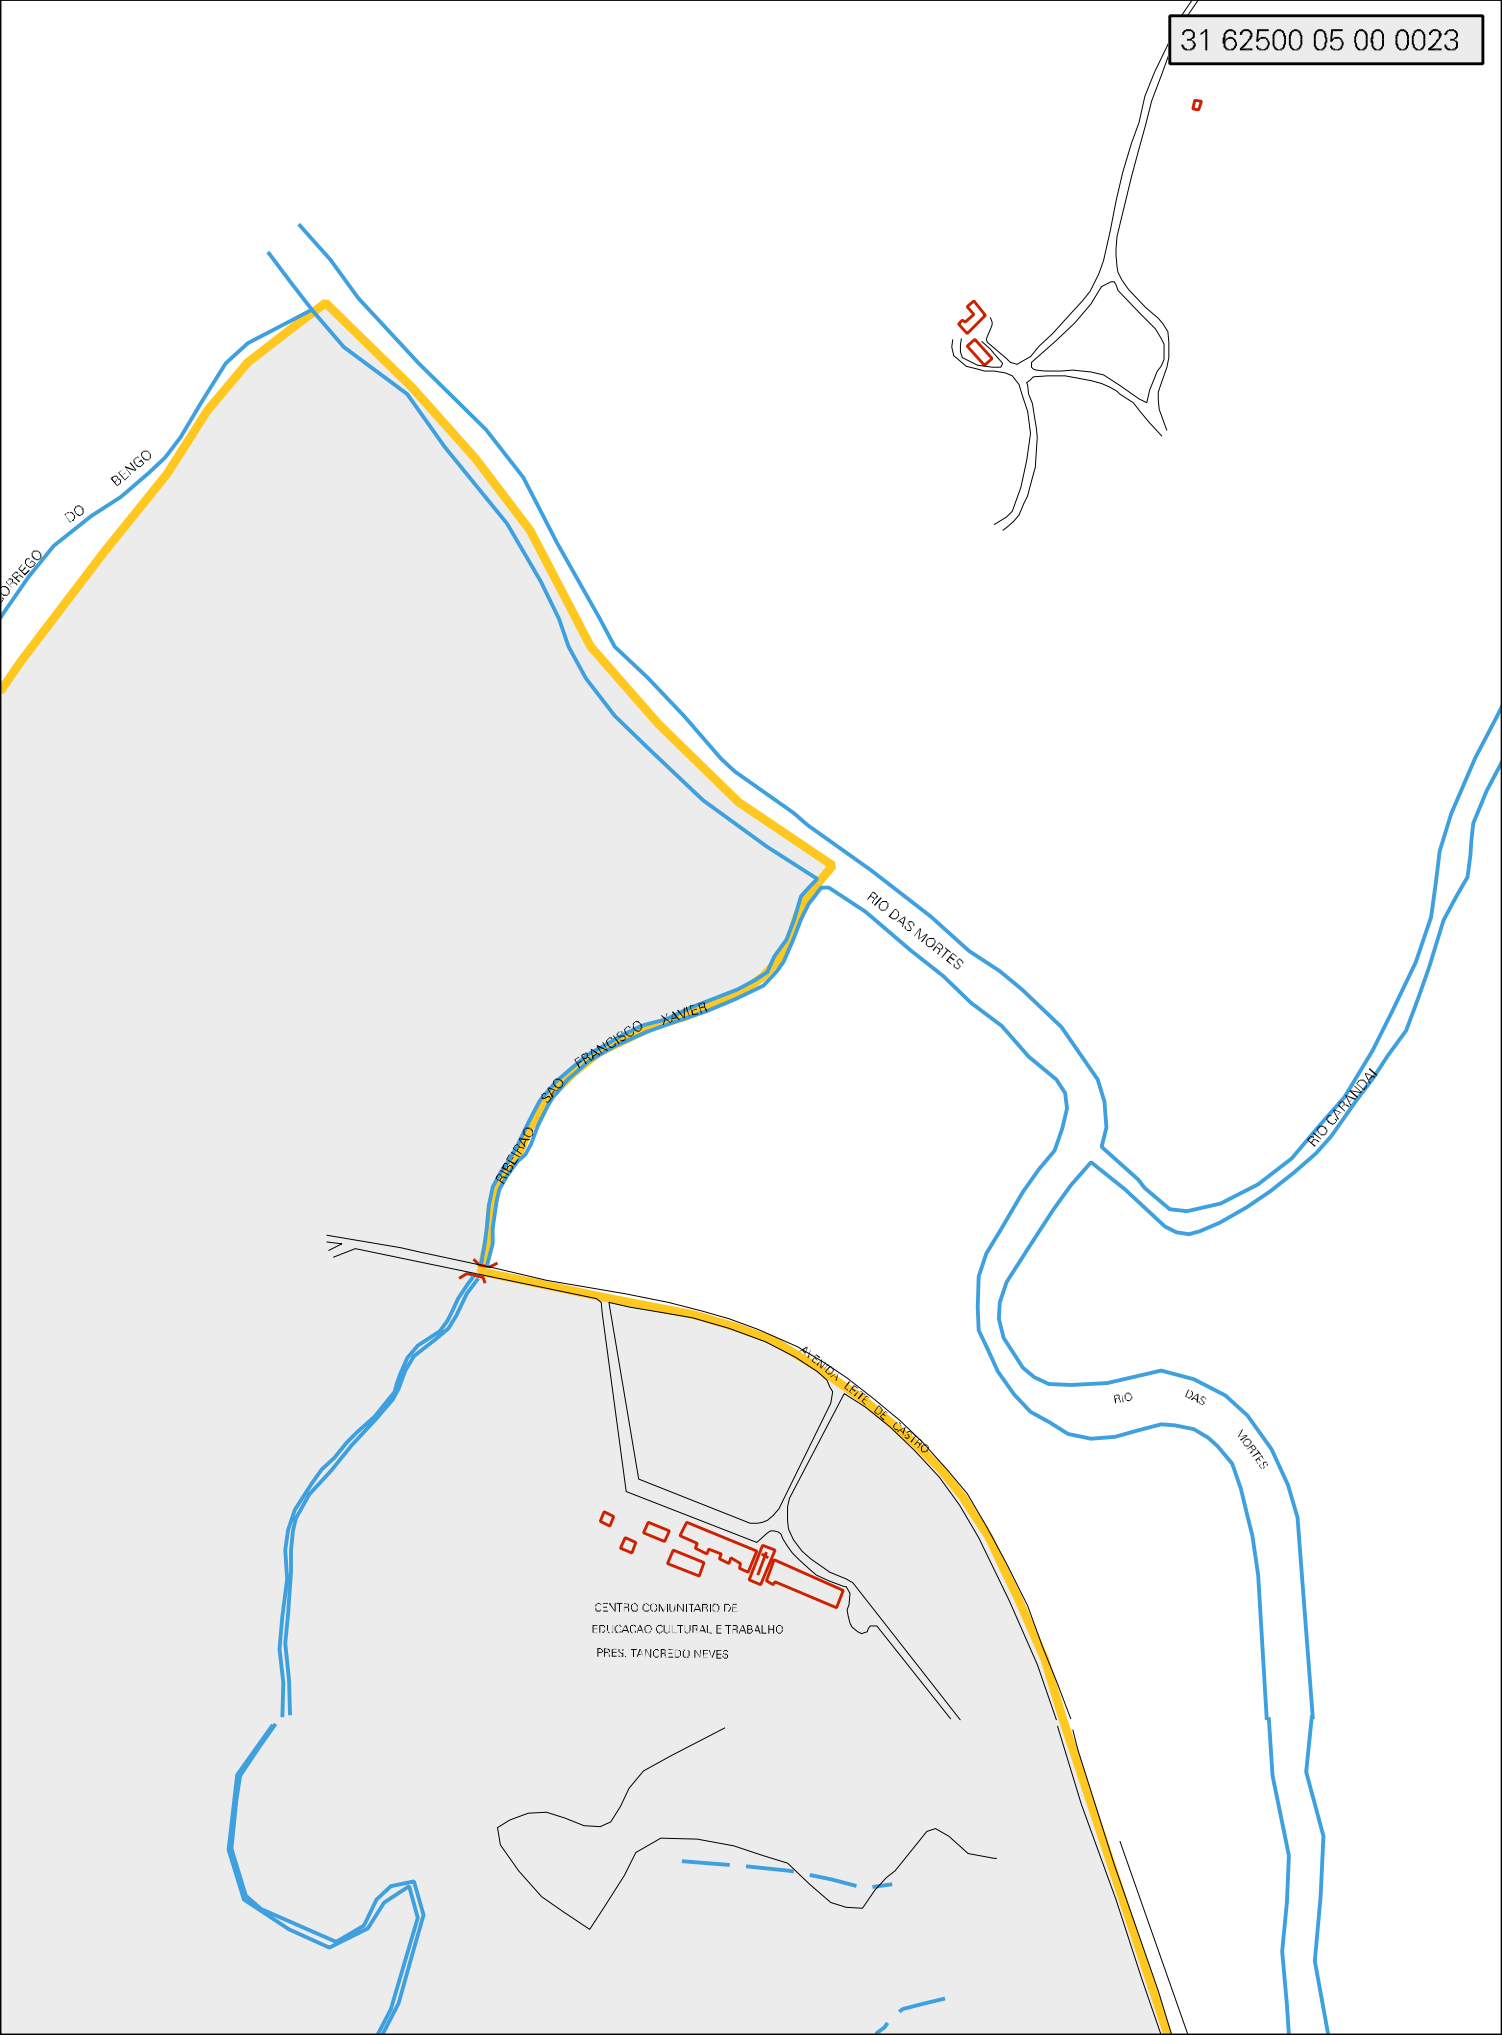 31 62500 05 00 0023
BENGO
DO
ORREGO
RIO DAS MORTES
RIBEIRAO SAO FRANCISCO XAVIER
RIO CARANDAI
AVENIDA LEITE DE CASTRO
RIO DAS MORTES
CENTRO COMUNITARIO DE
EDUCACAO CULTURAL E TRABALHO
PRES. TANCREDO NEVES